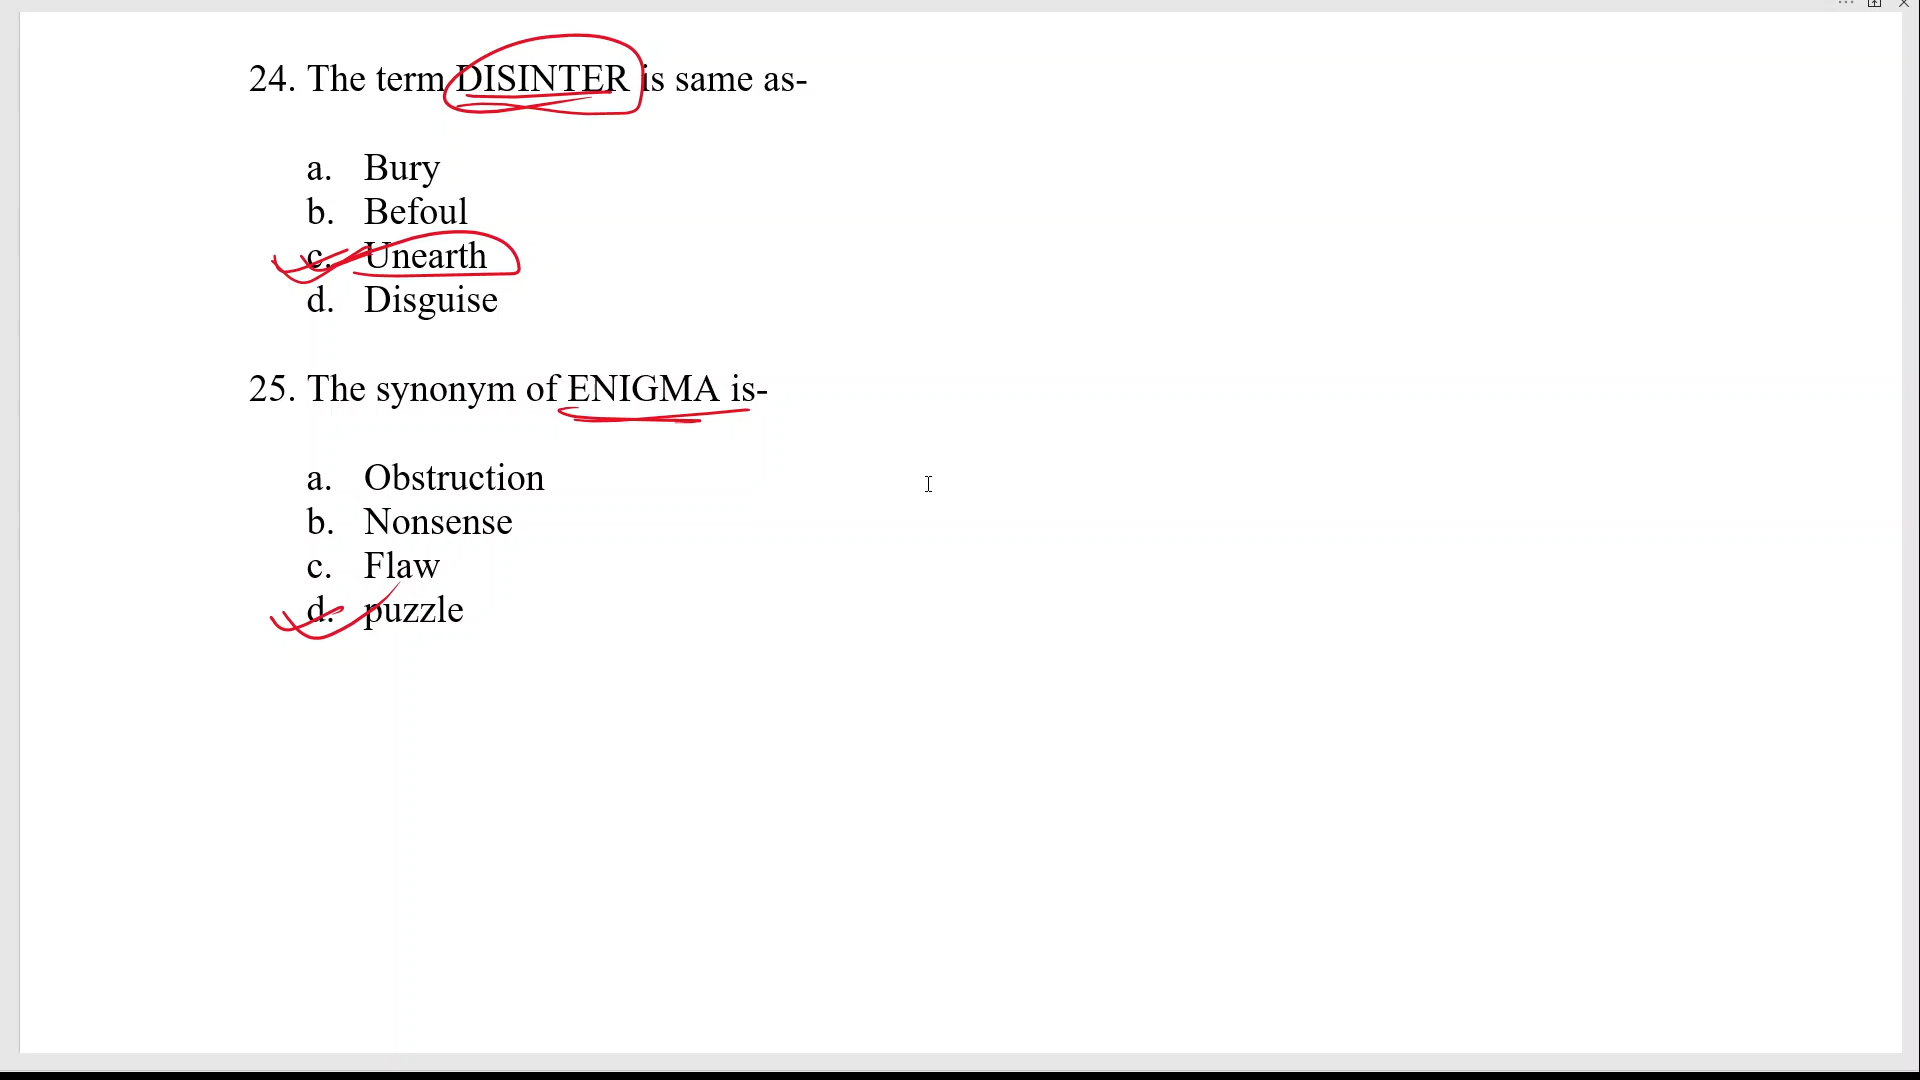 24. The term DISINTER is same as-
a. Bury
b. Befoul
c. Unearth
d. Disguise
25. The synonym of ENIGMA is-
a. Obstruction
b. Nonsense
c. Flaw
d. puzzle